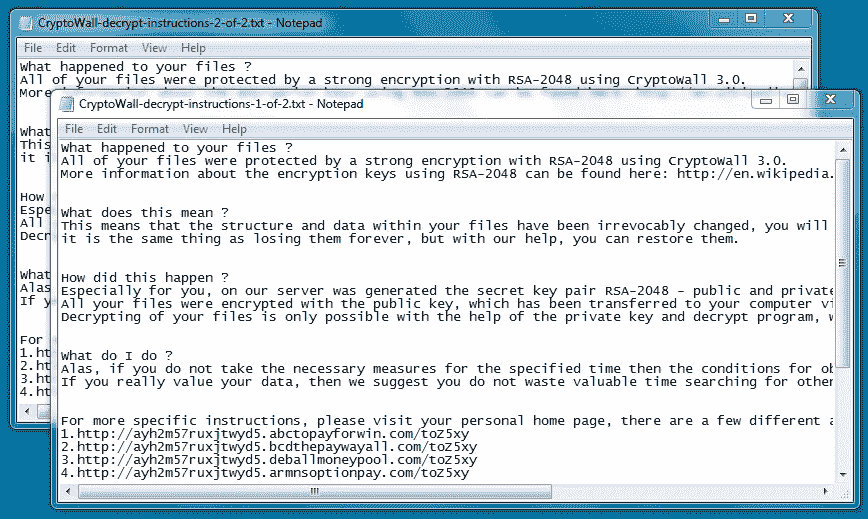 CryptoWall-decrypt-instructions-2-of-2.txt - Notepad
File Edit Format View Help
What happened to your files ?
All of your files were protected by a strong encryption with RSA-2048 using CryptoWall 3.0.
More
What
This
it i
How
Espe
All
Decr
What
Alas
If y
For
1.ht
2.ht
3.ht
4.ht
CryptoWall-decrypt-instructions-1-of-2.txt - Notepad
File Edit Format View Help
What happened to your files ?
All of your files were protected by a strong encryption with RSA-2048 using CryptoWall 3.0.
More information about the encryption keys using RSA-2048 can be found here: http://en.wikipedia.
What does this mean ?
This means that the structure and data within your files have been irrevocably changed, you will
it is the same thing as losing them forever, but with our help, you can restore them.
How did this happen ?
Especially for you, on our server was generated the secret key pair RSA-2048 - public and private
All your files were encrypted with the public key, which has been transferred to your computer vi
Decrypting of your files is only possible with the help of the private key and decrypt program, w
What do I do ?
Alas, if you do not take the necessary measures for the specified time then the conditions for ob
If you really value your data, then we suggest you do not waste valuable time searching for other
For more specific instructions, please visit your personal home page, there are a few different a
1.http://ayh2m57ruxjtwyd5.abctopayforwin.com/toZ5xy
2.http://ayh2m57ruxjtwyd5.bcdthepaywayall.com/toZ5xy
3.http://ayh2m57ruxjtwyd5.deballmoneypool.com/toZ5xy
4.http://ayh2m57ruxjtwyd5.armnsoptionpay.com/toZ5xy